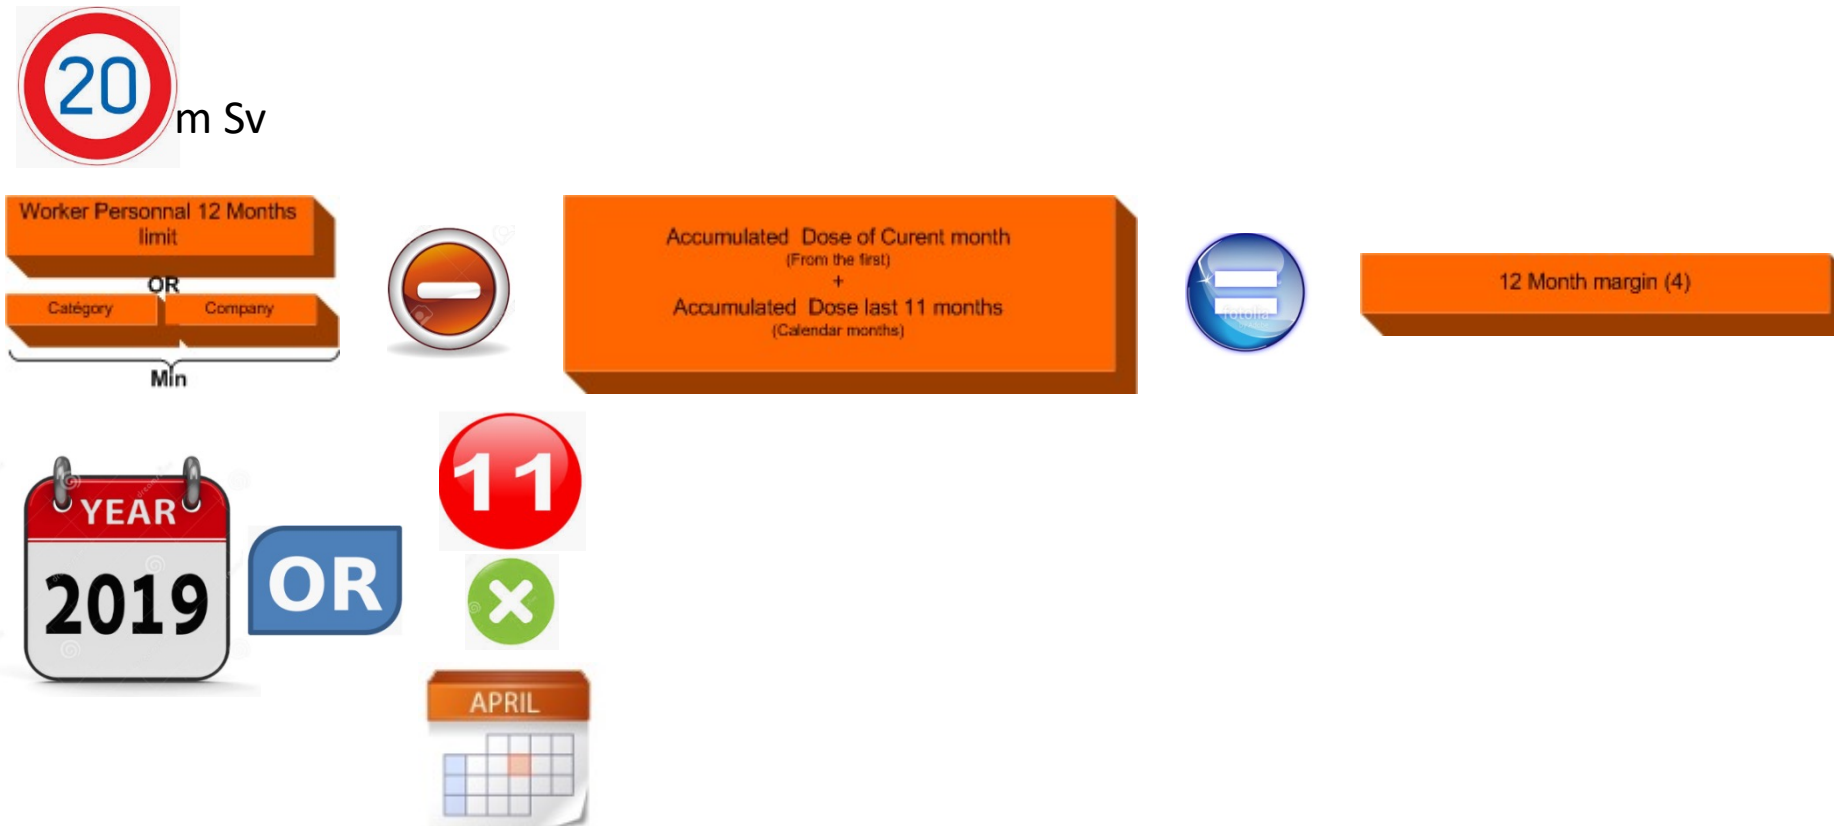 20
m Sv
Worker Personnal 12 Months
limit
OR
Catégory
Company
Min
Accumulated Dose of Curent month
(From the first)
+
Accumulated Dose last 11 months
(Calendar months)
12 Month margin (4)
YEAR
2019
OR
11
APRIL